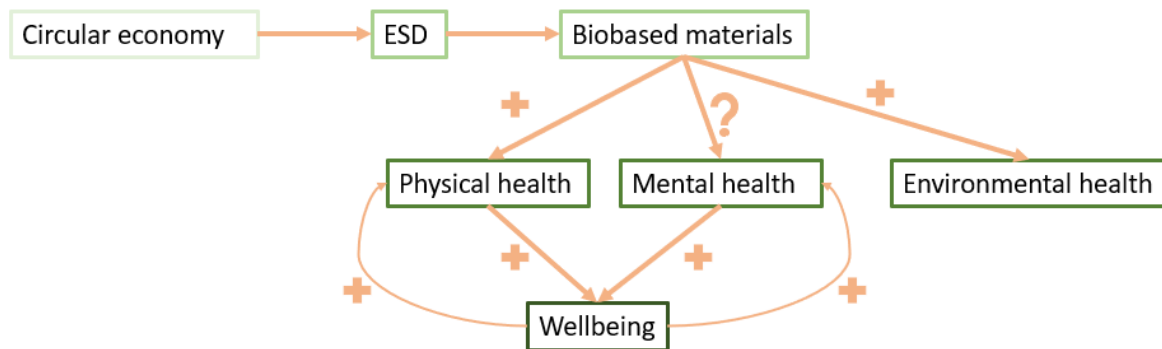 Circular economy
ESD
Biobased materials
+
?
+
Physical health
Mental health
Environmental health
+
+
+
+
Wellbeing